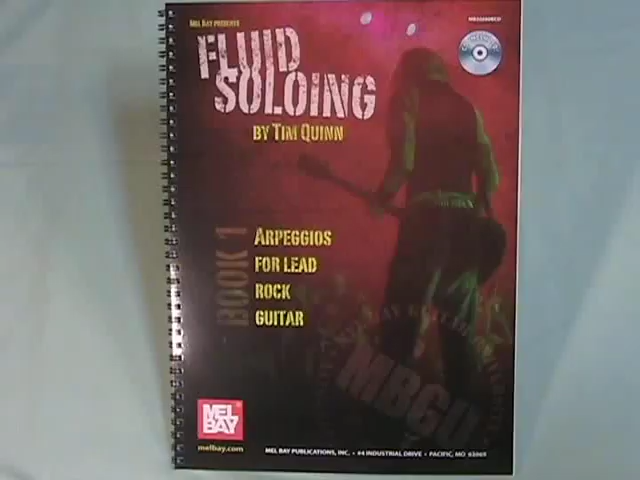 MEL BAY PRESENTS
FLUID
SOLOING
BY TIM QUINN
BOOK 1
ARPEGGIOS
FOR LEAD
ROCK
GUITAR
MBGU
MEL
BAY
melbay.com
MEL BAY PUBLICATIONS, INC. • #4 INDUSTRIAL DRIVE • PACIFIC, MO 63069